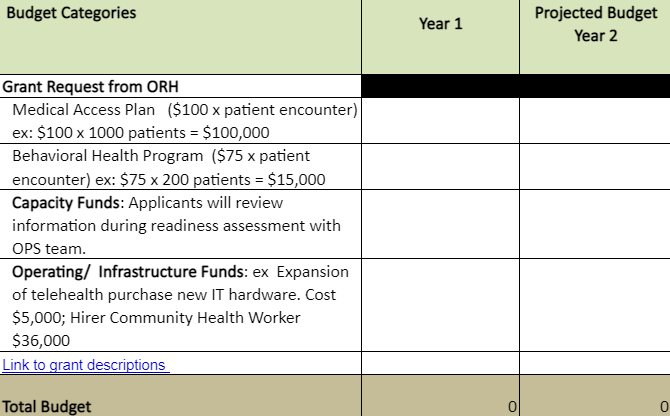 Budget Categories
Year 1
Projected Budget
Year 2
Grant Request from ORH
Medical Access Plan ($100 x patient encounter)
ex: $100 x 1000 patients = $100,000
Behavioral Health Program ($75 x patient
encounter) ex: $75 x 200 patients = $15,000
Capacity Funds: Applicants will review
information during readiness assessment with
OPS team.
Operating/ Infrastructure Funds: ex Expansion
of telehealth purchase new IT hardware. Cost
$5,000; Hirer Community Health Worker
$36,000
Link to grant descriptions
Total Budget 0 0